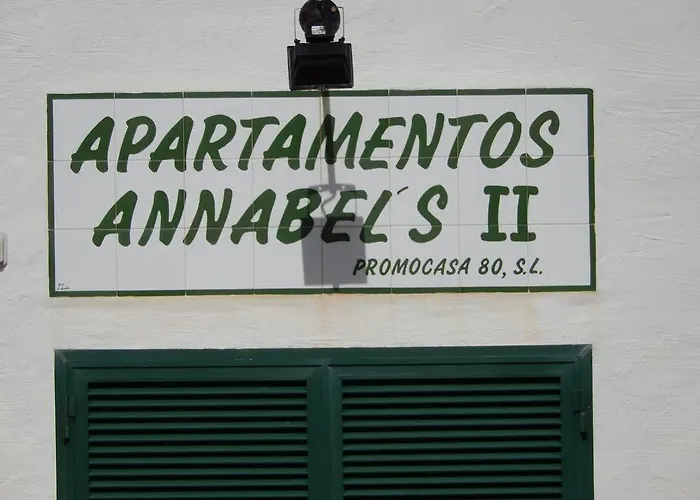 APARTAMENTOS
ANNABEL´S II
PROMOCASA 80, S.L.